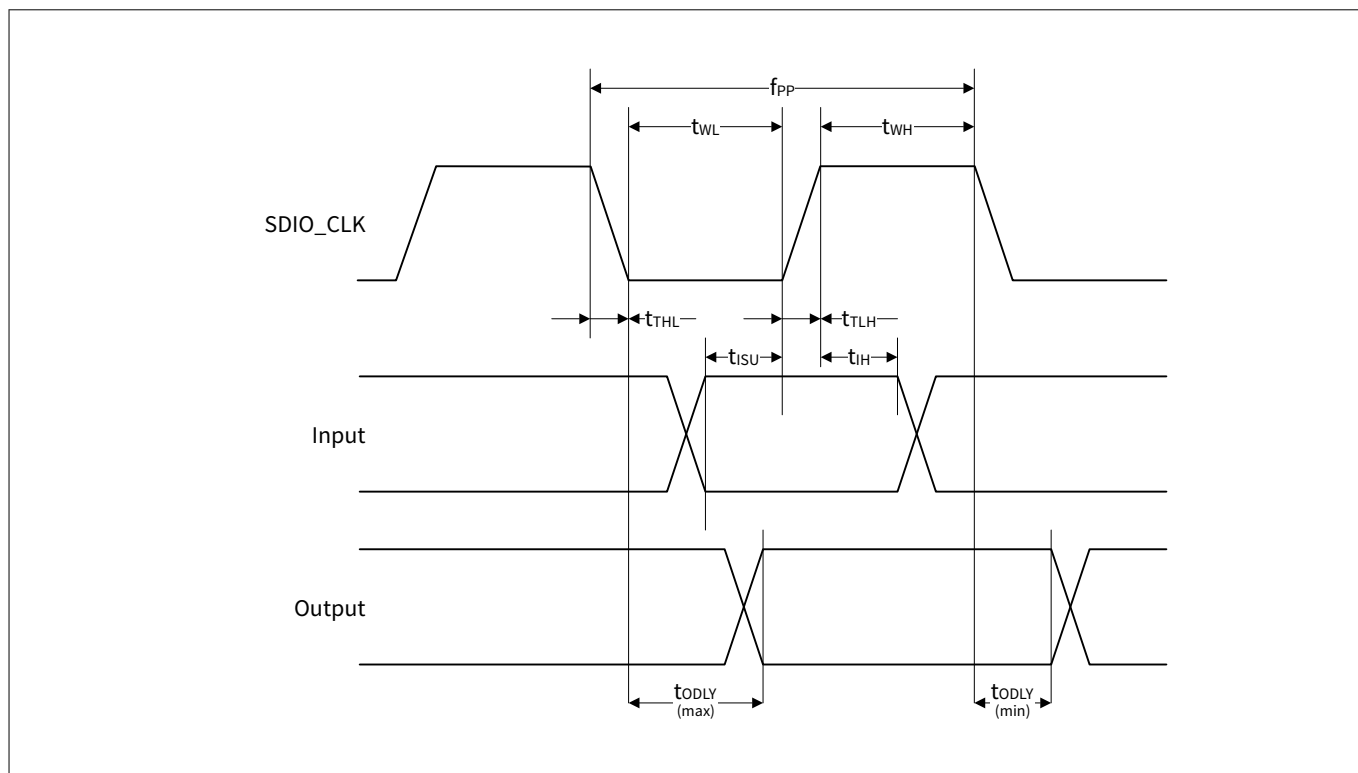 fPP
tWL
tWH
SDIO_CLK
tTHL
tTLH
tISU
tIH
Input
Output
tODLY
(max)
tODLY
(min)